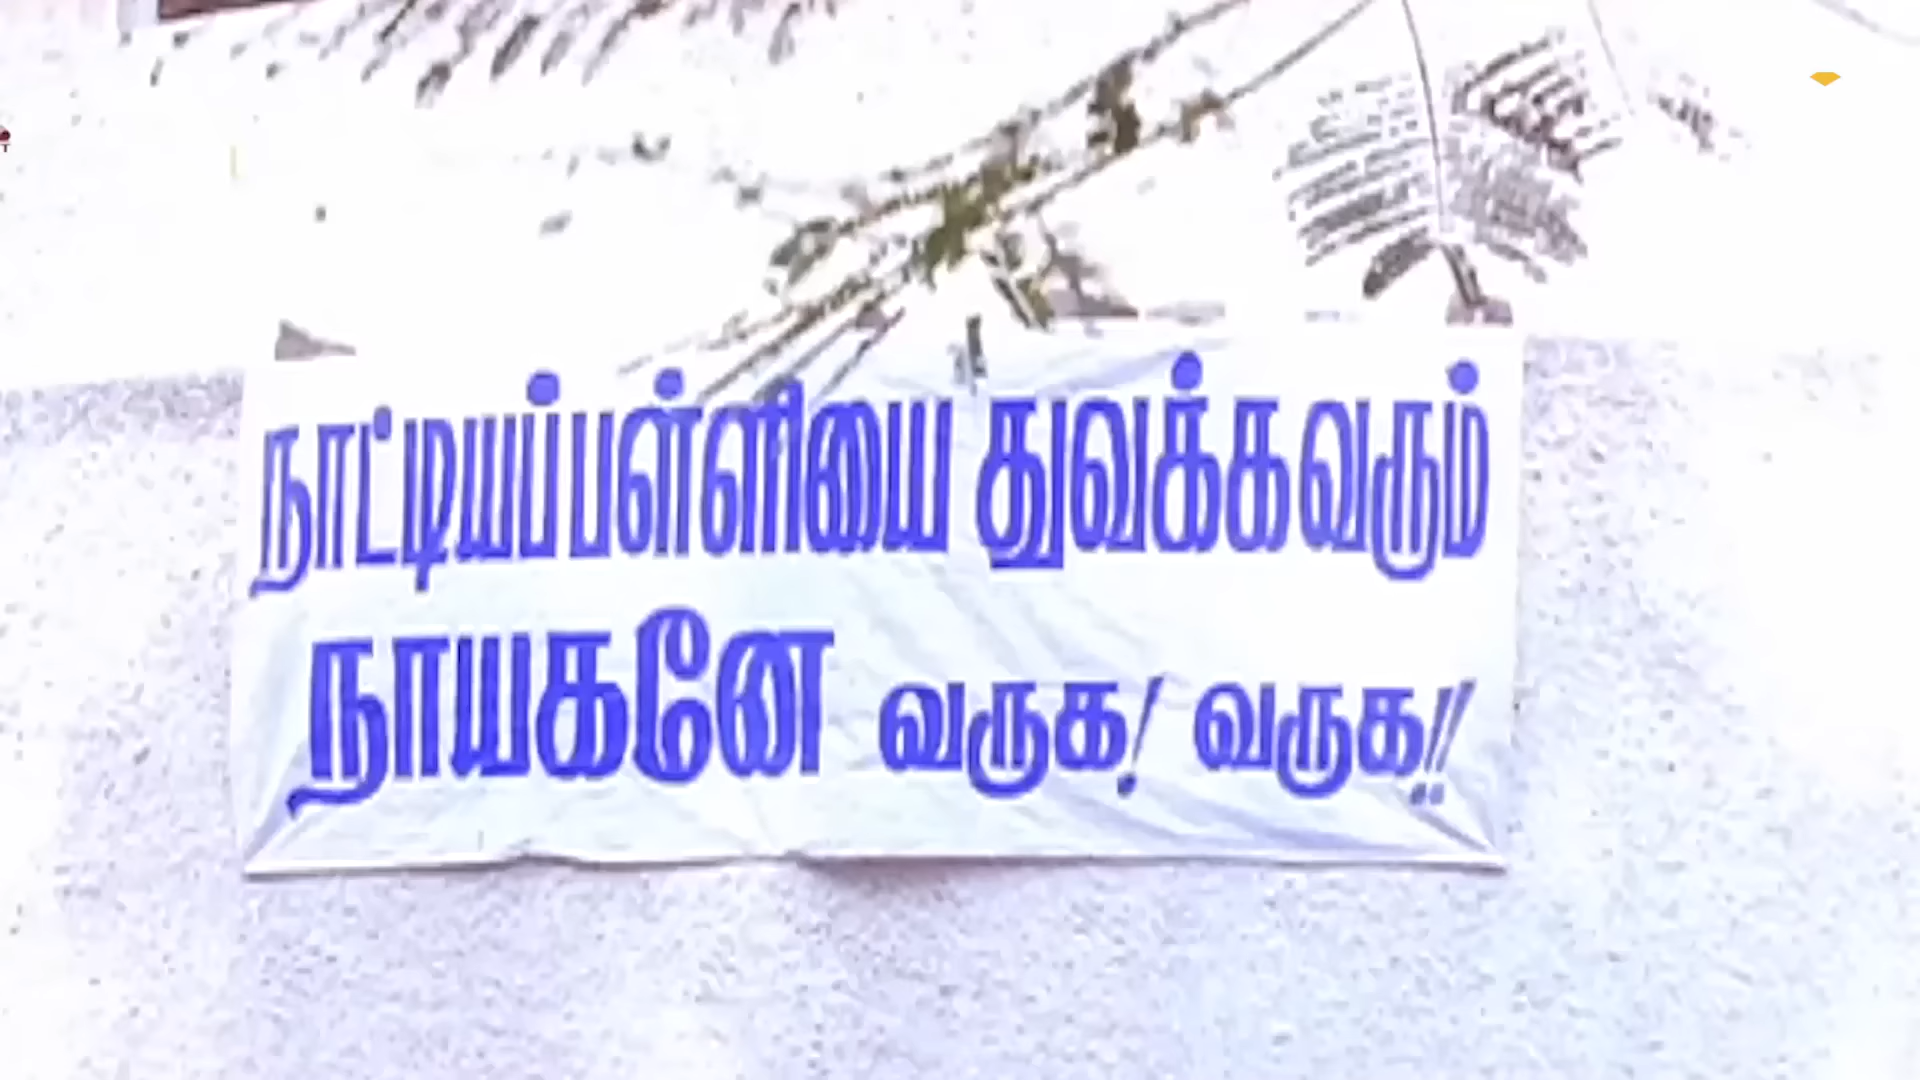 நாட்டியப்பள்ளியை துவக்கவரும்
நாயகனே வருக! வருக!!